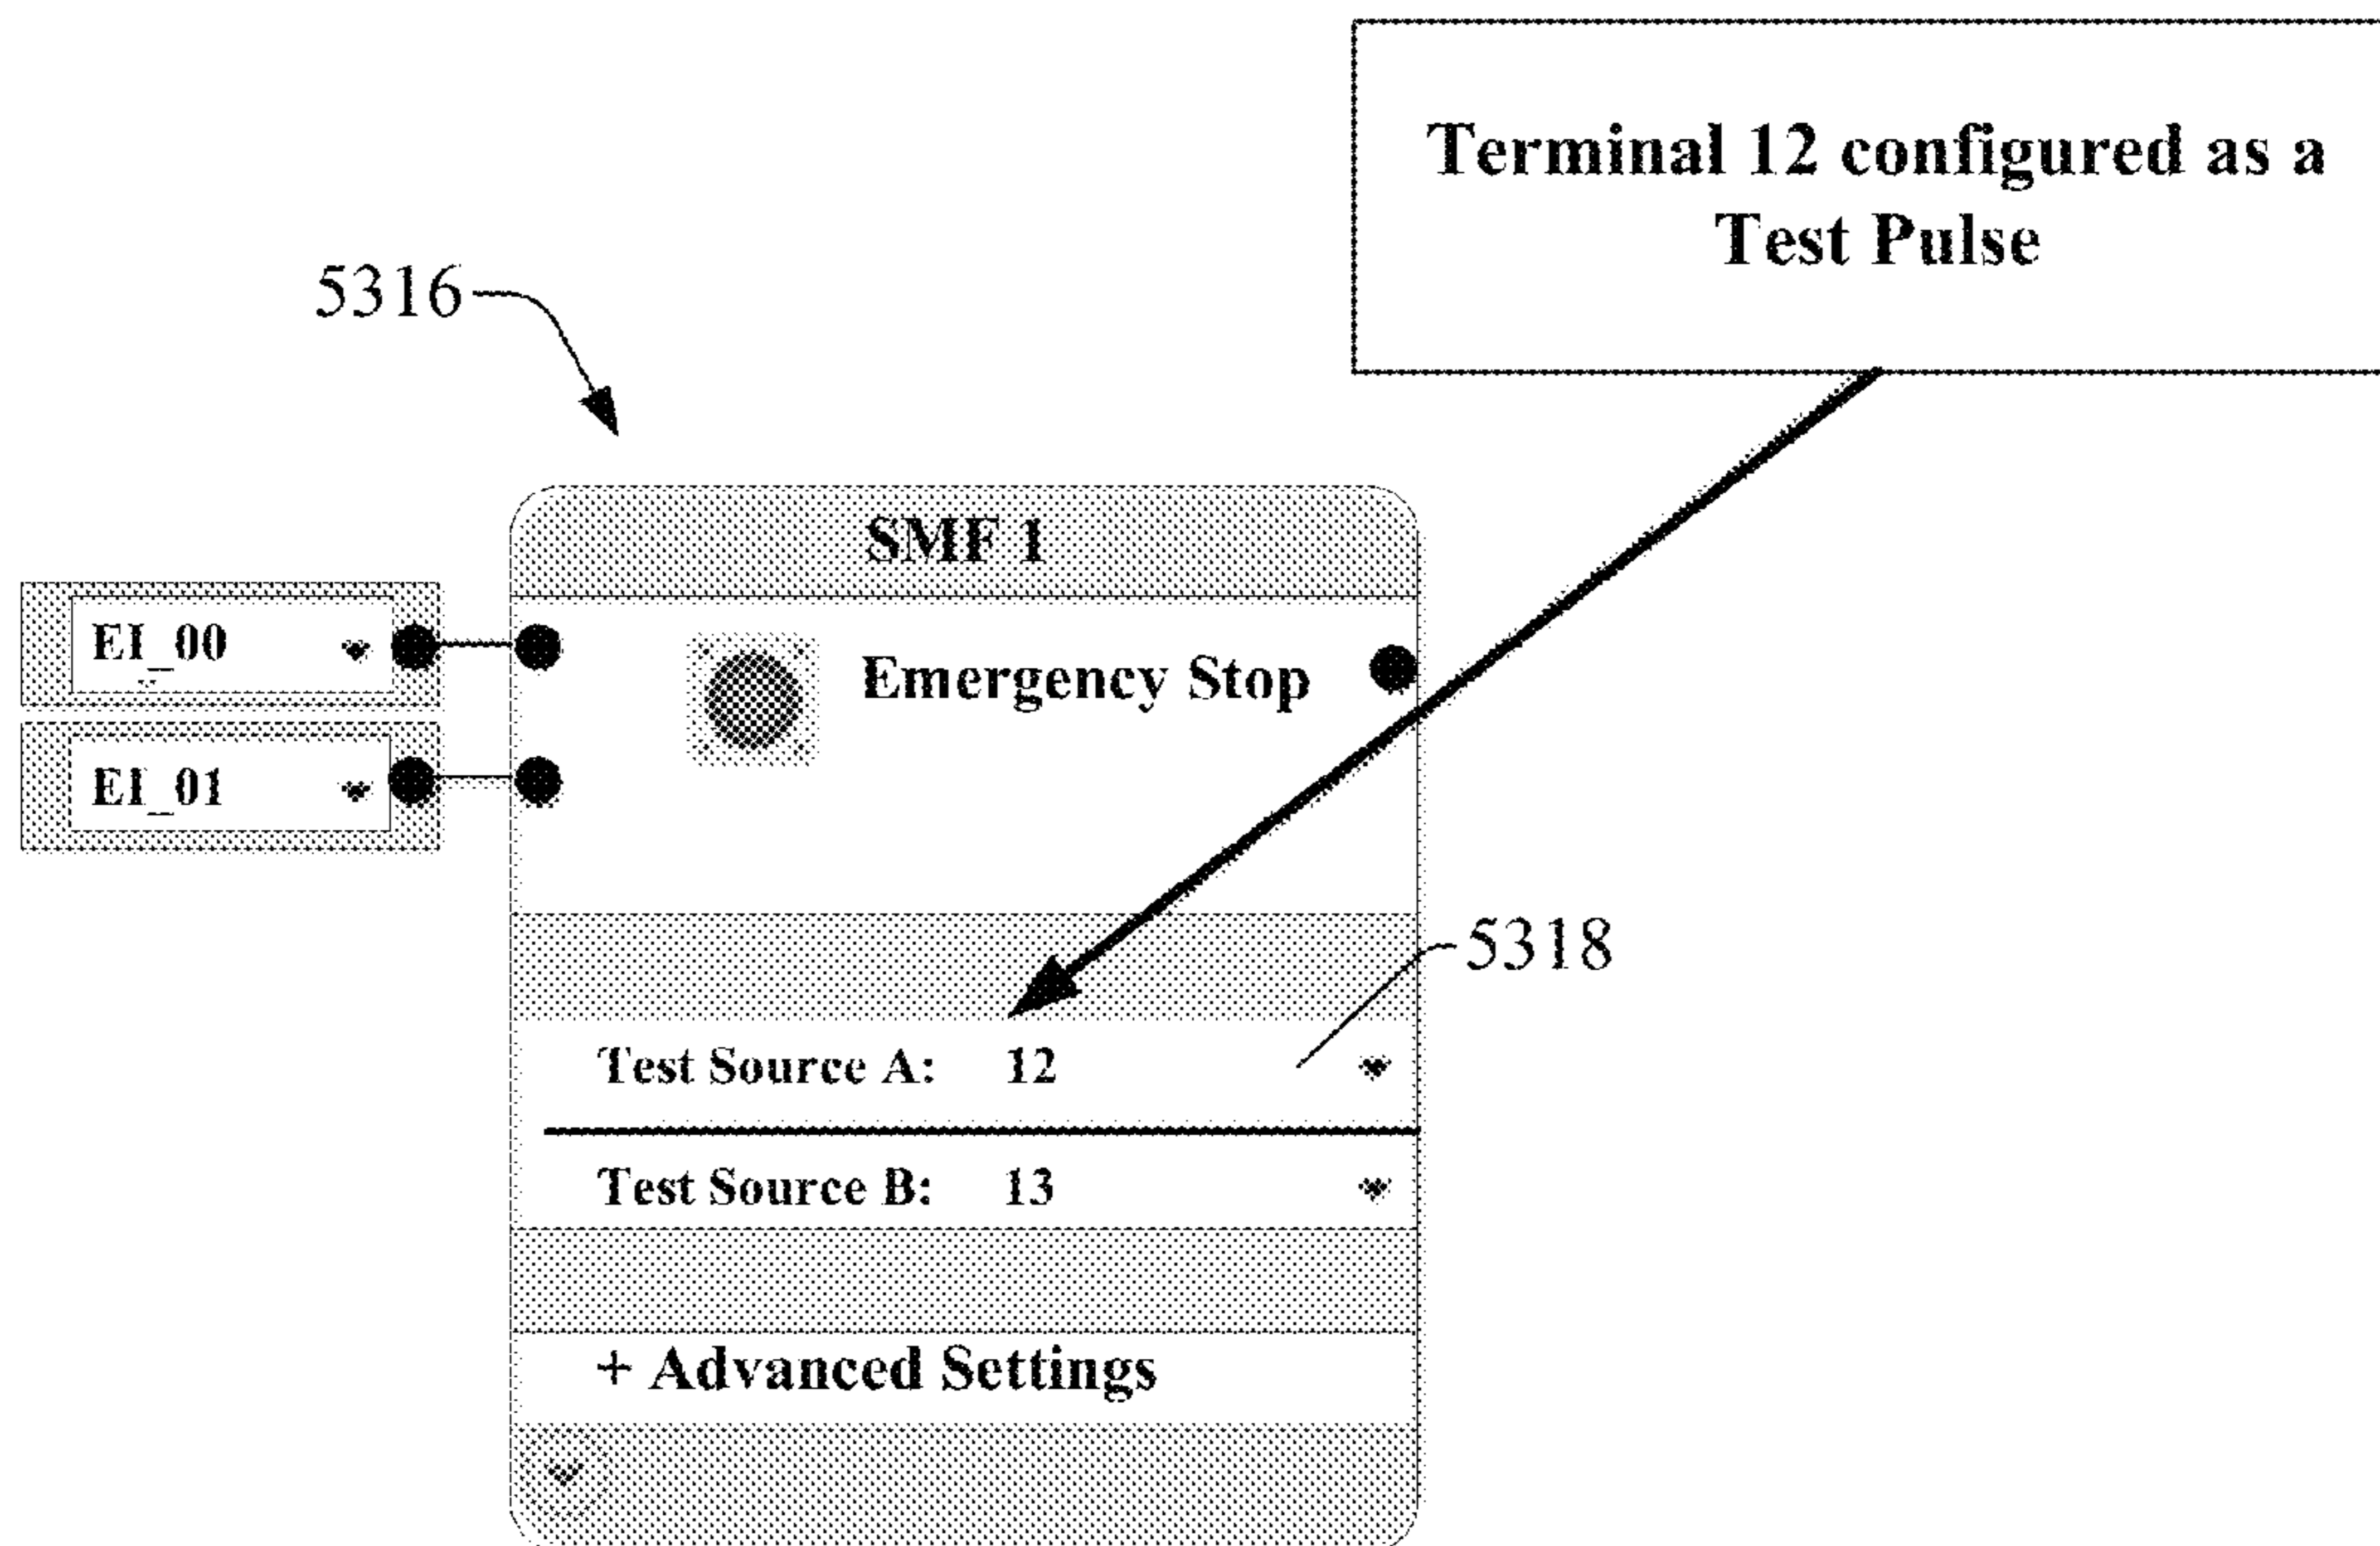 Terminal 12 configured as a
Test Pulse
5316
SMF 1
EI_00
Emergency Stop
EI_01
5318
Test Source A: 12
Test Source B: 13
+ Advanced Settings